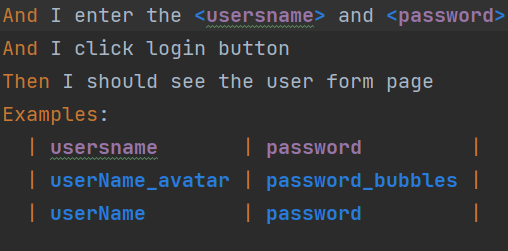 And I enter the <usersname> and <password>
And I click login button
Then I should see the user form page
Examples:
| usersname | password |
| userName_avatar | password_bubbles |
| userName | password |